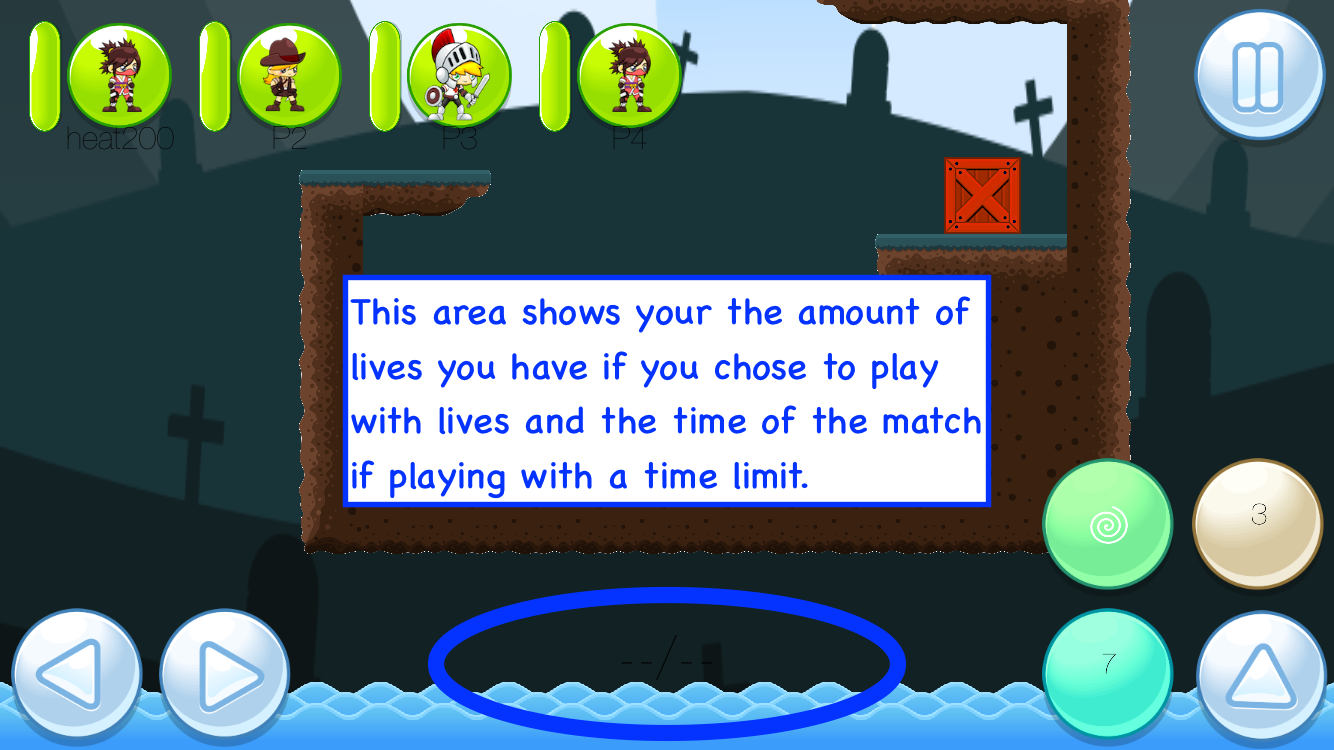 heat200 P2 P3 P4
This area shows your the amount of
lives you have if you chose to play
with lives and the time of the match
if playing with a time limit.
3
--/--
7